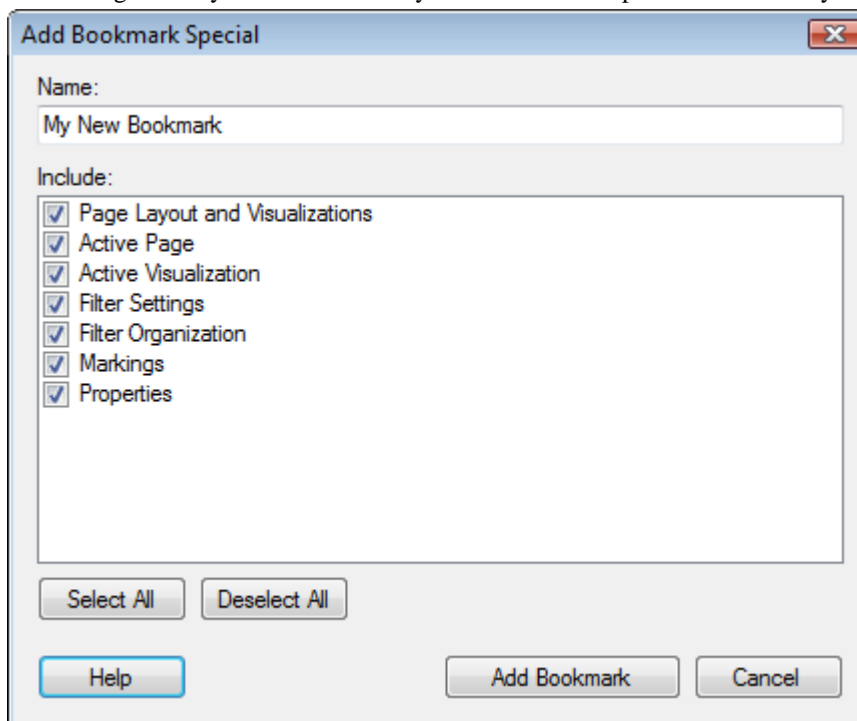 Add Bookmark Special
Name:
My New Bookmark
Include:
Page Layout and Visualizations
Active Page
Active Visualization
Filter Settings
Filter Organization
Markings
Properties
Select All Deselect All
Help Add Bookmark Cancel